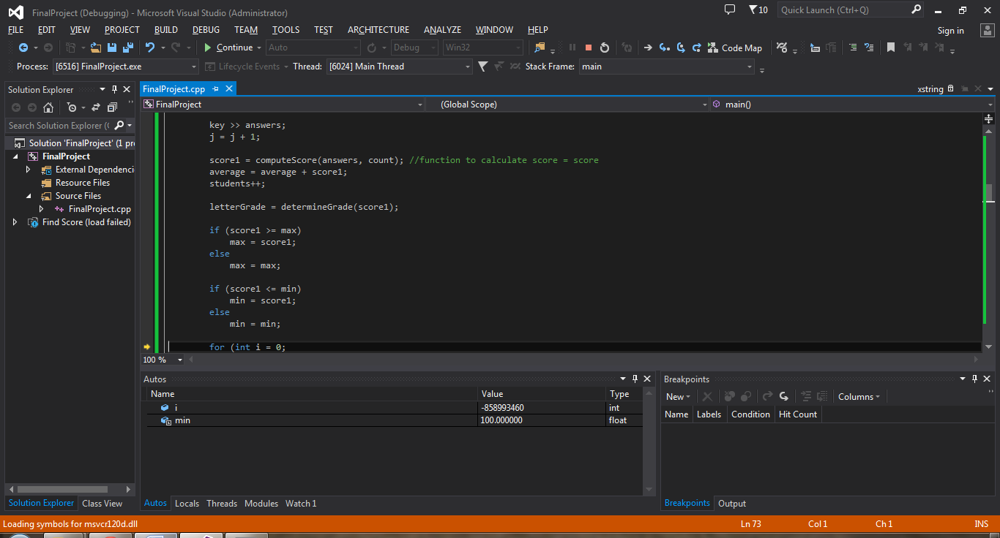 FinalProject (Debugging) - Microsoft Visual Studio (Administrator)
10
Quick Launch (Ctrl+Q)
FILE EDIT VIEW PROJECT BUILD DEBUG TEAM TOOLS TEST ARCHITECTURE ANALYZE WINDOW HELP
Sign in
Continue Auto Debug Win32 Code Map
Process: [6516] FinalProject.exe Lifecycle Events Thread: [6024] Main Thread Stack Frame: main
Solution Explorer
Search Solution Explorer (
Solution 'FinalProject' (1 pr
FinalProject
External Dependenci
Resource Files
Source Files
FinalProject.cpp
Find Score (load failed)
Solution Explorer Class View
FinalProject.cpp
xstring
FinalProject (Global Scope) main()
key >> answers;
j = j + 1;
score1 = computeScore(answers, count); //function to calculate score = score
average = average + score1;
students++;
letterGrade = determineGrade(score1);
if (score1 >= max)
max = score1;
else
max = max;
if (score1 <= min)
min = score1;
else
min = min;
for (int i = 0;
100 %
Autos
Name Value Type
i -858993460 int
min 100.000000 float
Autos Locals Threads Modules Watch 1
Breakpoints
New Columns
Name Labels Condition Hit Count
Breakpoints Output
Loading symbols for msvcr120d.dll Ln 73 Col 1 Ch 1 INS